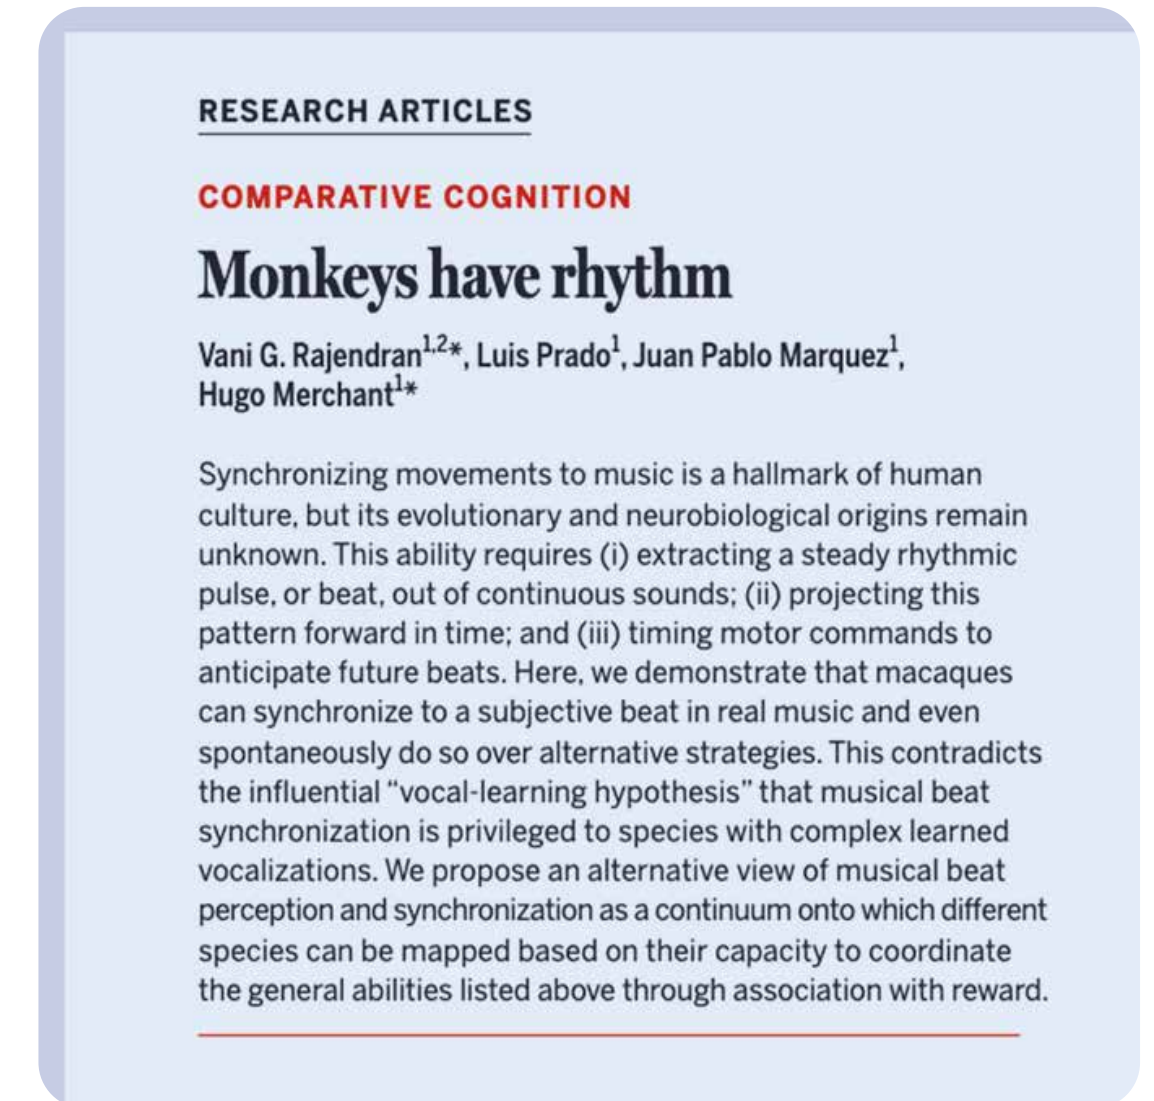 RESEARCH ARTICLES
COMPARATIVE COGNITION
Monkeys have rhythm
Vani G. Rajendran1,2*, Luis Prado1, Juan Pablo Marquez1,
Hugo Merchant1*
Synchronizing movements to music is a hallmark of human
culture, but its evolutionary and neurobiological origins remain
unknown. This ability requires (i) extracting a steady rhythmic
pulse, or beat, out of continuous sounds; (ii) projecting this
pattern forward in time; and (iii) timing motor commands to
anticipate future beats. Here, we demonstrate that macaques
can synchronize to a subjective beat in real music and even
spontaneously do so over alternative strategies. This contradicts
the influential “vocal-learning hypothesis” that musical beat
synchronization is privileged to species with complex learned
vocalizations. We propose an alternative view of musical beat
perception and synchronization as a continuum onto which different
species can be mapped based on their capacity to coordinate
the general abilities listed above through association with reward.